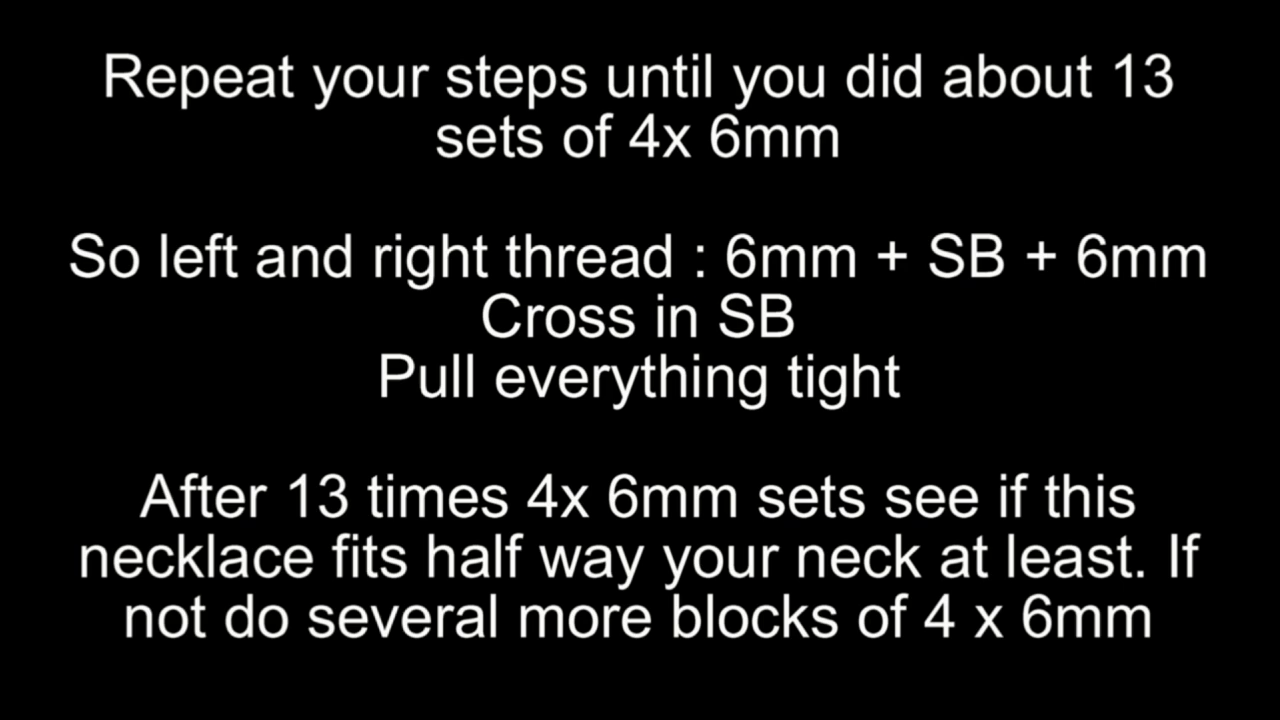 Repeat your steps until you did about 13
sets of 4x 6mm
So left and right thread : 6mm + SB + 6mm
Cross in SB
Pull everything tight
After 13 times 4x 6mm sets see if this
necklace fits half way your neck at least. If
not do several more blocks of 4 x 6mm